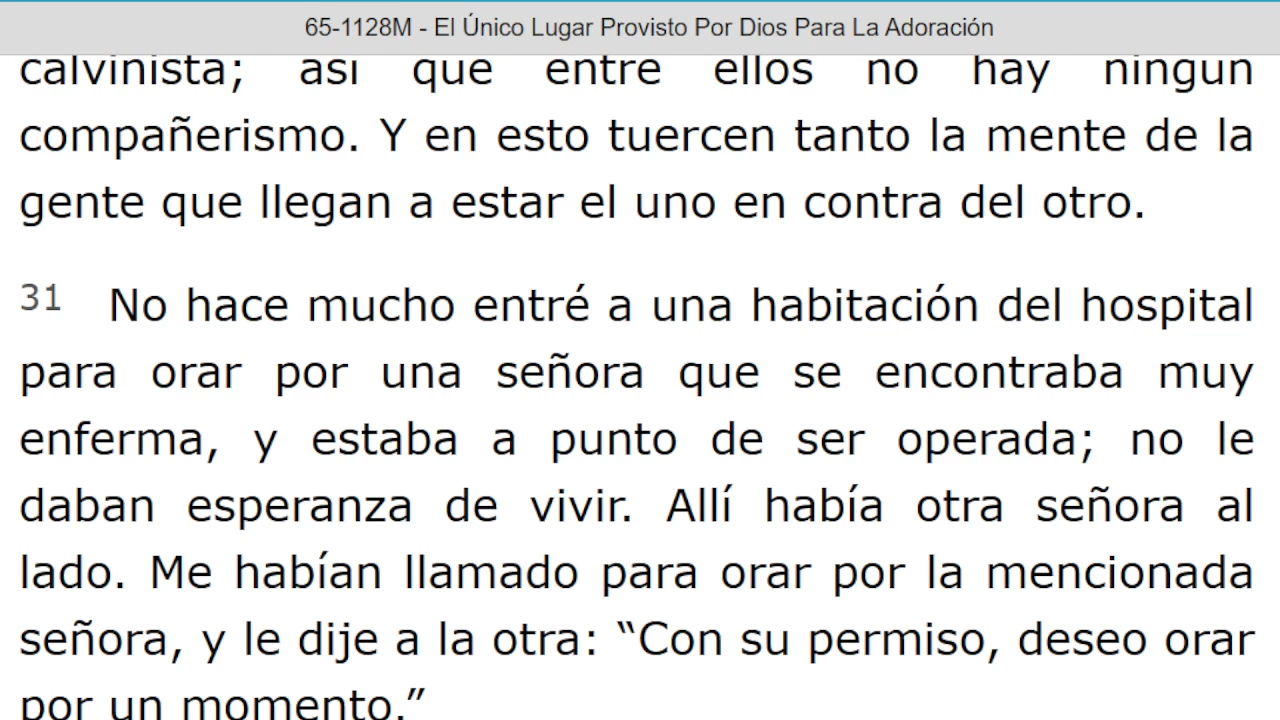 65-1128M - El Único Lugar Provisto Por Dios Para La Adoración
calvinista; así que entre ellos no hay ningún
compañerismo. Y en esto tuercen tanto la mente de la
gente que llegan a estar el uno en contra del otro.
31 No hace mucho entré a una habitación del hospital
para orar por una señora que se encontraba muy
enferma, y estaba a punto de ser operada; no le
daban esperanza de vivir. Allí había otra señora al
lado. Me habían llamado para orar por la mencionada
señora, y le dije a la otra: “Con su permiso, deseo orar
por un momento.”